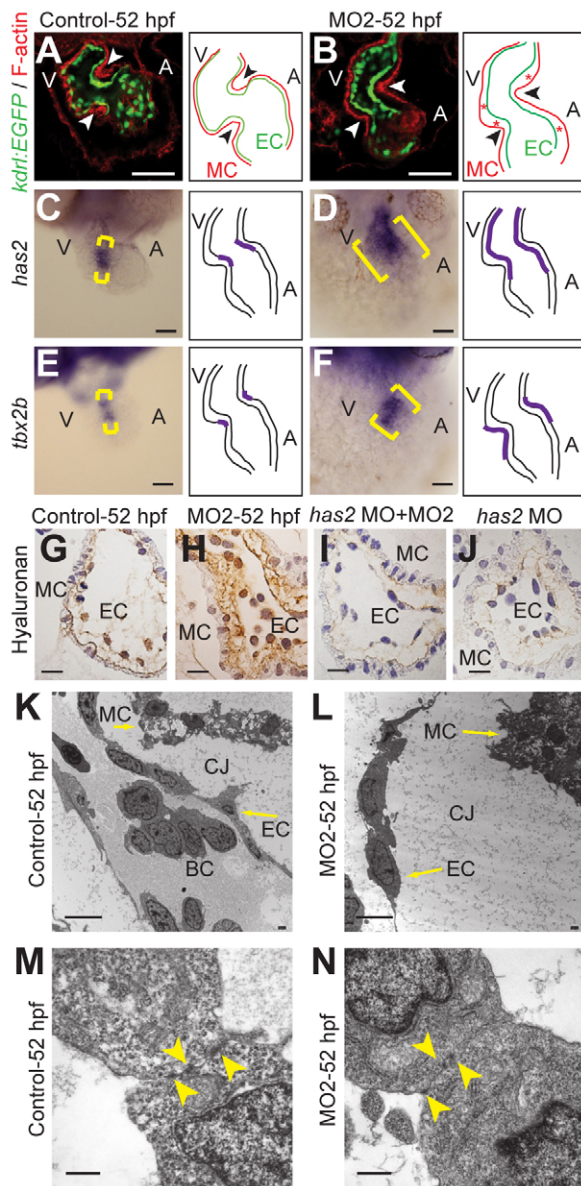 Control-52 hpf MO2-52 hpf
kdrl:EGFP / F-actin
A V A V A EC MC
B V A V A EC MC
has2
C V A V A
D V A V A
tbx2b
E V A V A
F V A V A
Control-52 hpf MO2-52 hpf has2 MO+MO2 has2 MO
Hyaluronan
G MC EC
H MC EC
I MC EC
J EC MC
Control-52 hpf
K MC CJ EC BC
MO2-52 hpf
L MC CJ EC
Control-52 hpf
M
MO2-52 hpf
N